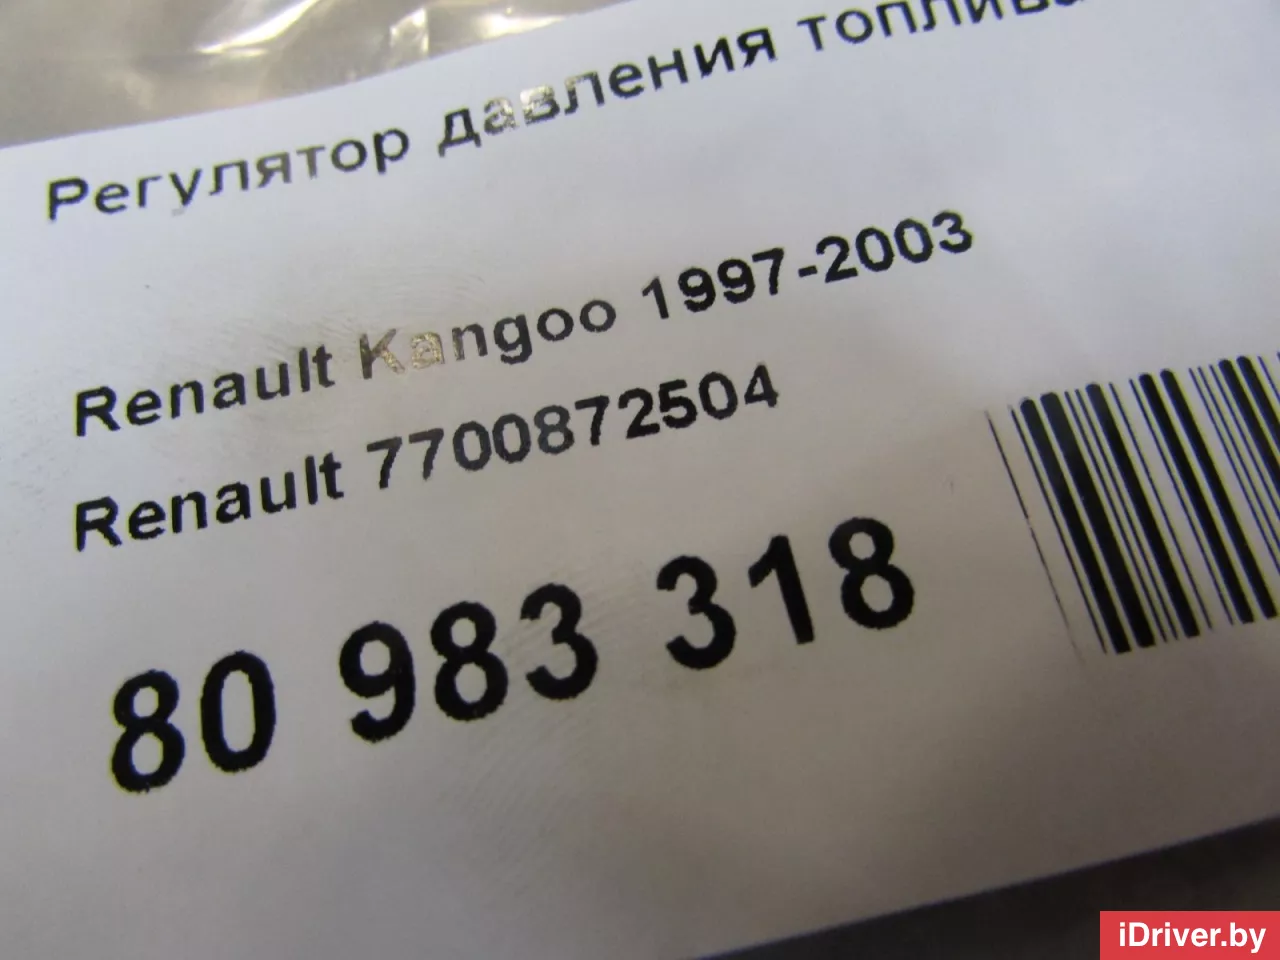 Регулятор давления топлива
Renault Kangoo 1997-2003
Renault 7700872504
80 983 318
iDriver.by